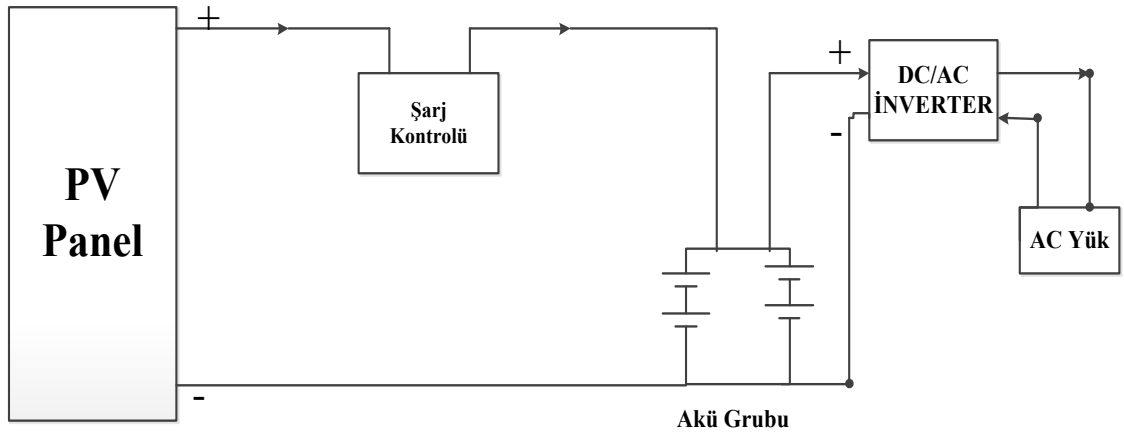 PV
Panel
+
-
Şarj
Kontrolü
+
-
DC/AC
İNVERTER
AC Yük
Akü Grubu